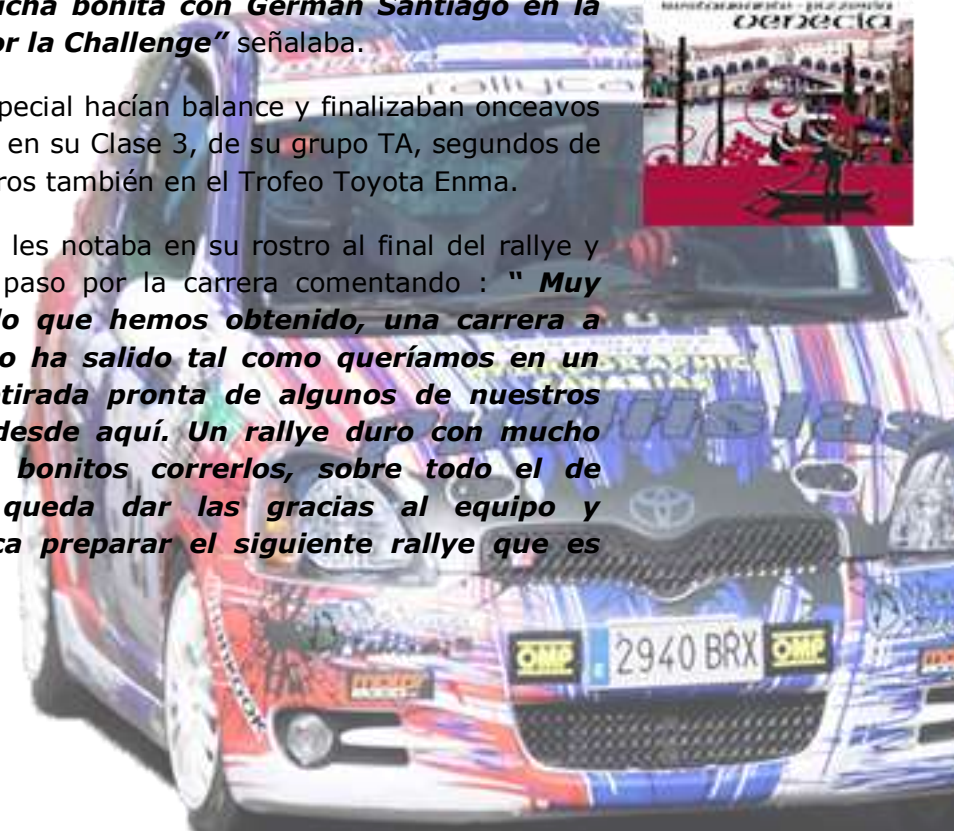 ucha bonita con Germán Santiago en la
or la Challenge” señalaba.
pecial hacían balance y finalizaban onceavos
en su Clase 3, de su grupo TA, segundos de
ros también en el Trofeo Toyota Enma.
les notaba en su rostro al final del rallye y
paso por la carrera comentando : “ Muy
lo que hemos obtenido, una carrera a
o ha salido tal como queríamos en un
tirada pronta de algunos de nuestros
desde aquí. Un rallye duro con mucho
bonitos correrlos, sobre todo el de
queda dar las gracias al equipo y
ca preparar el siguiente rallye que es
restaurante - pizzería
venecia
rallyca
OMP
2940 BRX
OMP